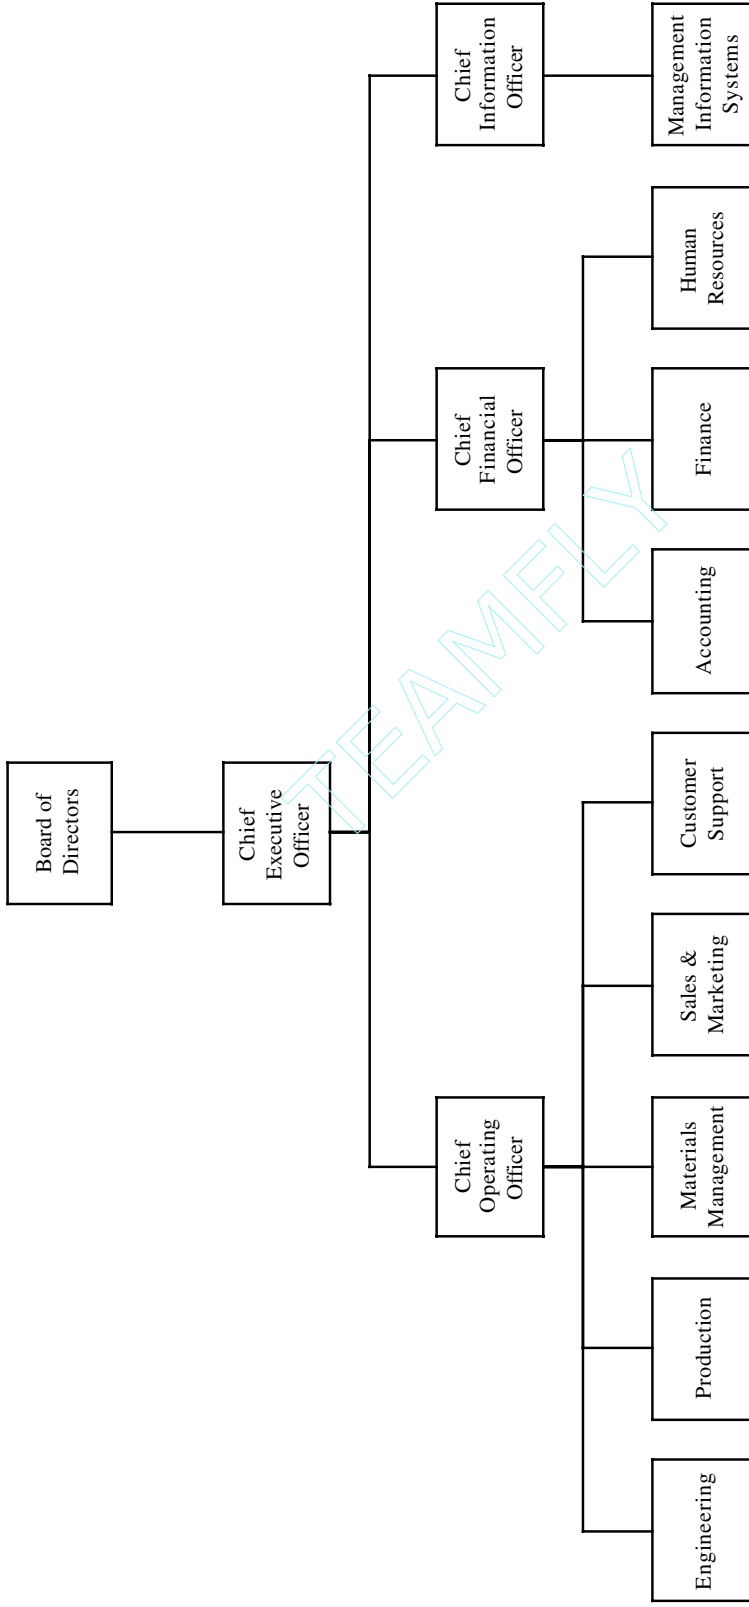 Board of
Directors
Chief
Executive
Officer
Chief
Operating
Officer
Chief
Financial
Officer
Chief
Information
Officer
Engineering
Production
Materials
Management
Sales &
Marketing
Customer
Support
Accounting
Finance
Human
Resources
Management
Information
Systems
TEAMFLY